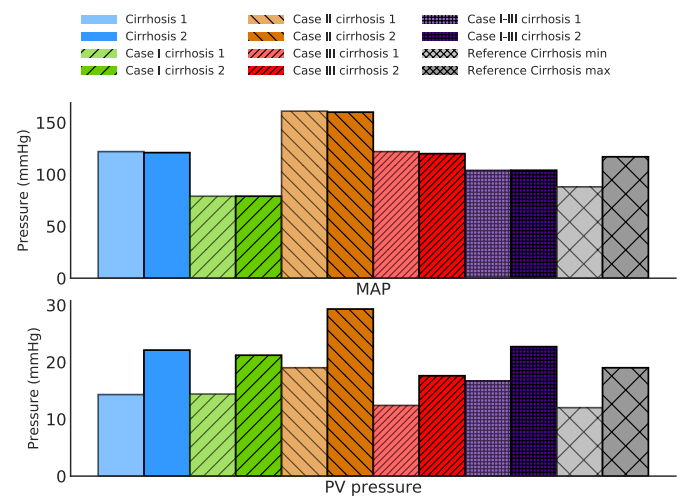 Cirrhosis 1
Cirrhosis 2
Case I cirrhosis 1
Case I cirrhosis 2
Case II cirrhosis 1
Case II cirrhosis 2
Case III cirrhosis 1
Case III cirrhosis 2
Case I-III cirrhosis 1
Case I-III cirrhosis 2
Reference Cirrhosis min
Reference Cirrhosis max
Pressure (mmHg)
150
100
50
0
MAP
Pressure (mmHg)
30
20
10
0
PV pressure